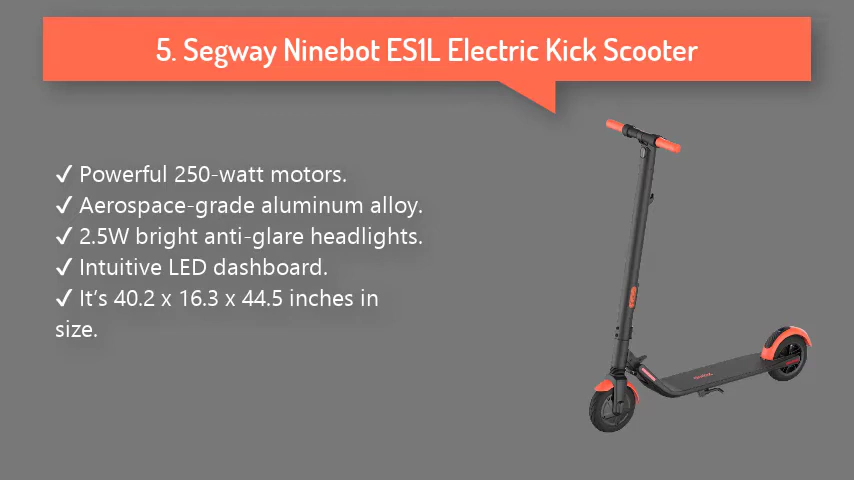 5. Segway Ninebot ES1L Electric Kick Scooter
✓ Powerful 250-watt motors.
✓ Aerospace-grade aluminum alloy.
✓ 2.5W bright anti-glare headlights.
✓ Intuitive LED dashboard.
✓ It’s 40.2 x 16.3 x 44.5 inches in
size.